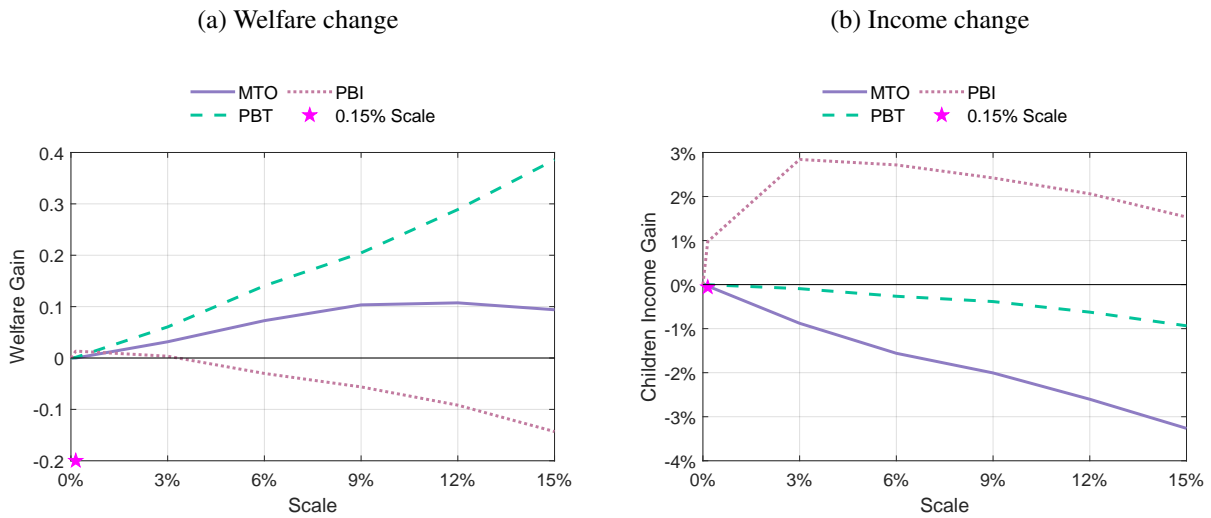 (a) Welfare change
MTO PBI
PBT 0.15% Scale
0.4
0.3
0.2
0.1
0
-0.1
-0.2
Welfare Gain
0% 3% 6% 9% 12% 15%
Scale
(b) Income change
MTO PBI
PBT 0.15% Scale
3%
2%
1%
0%
-1%
-2%
-3%
-4%
Children Income Gain
0% 3% 6% 9% 12% 15%
Scale